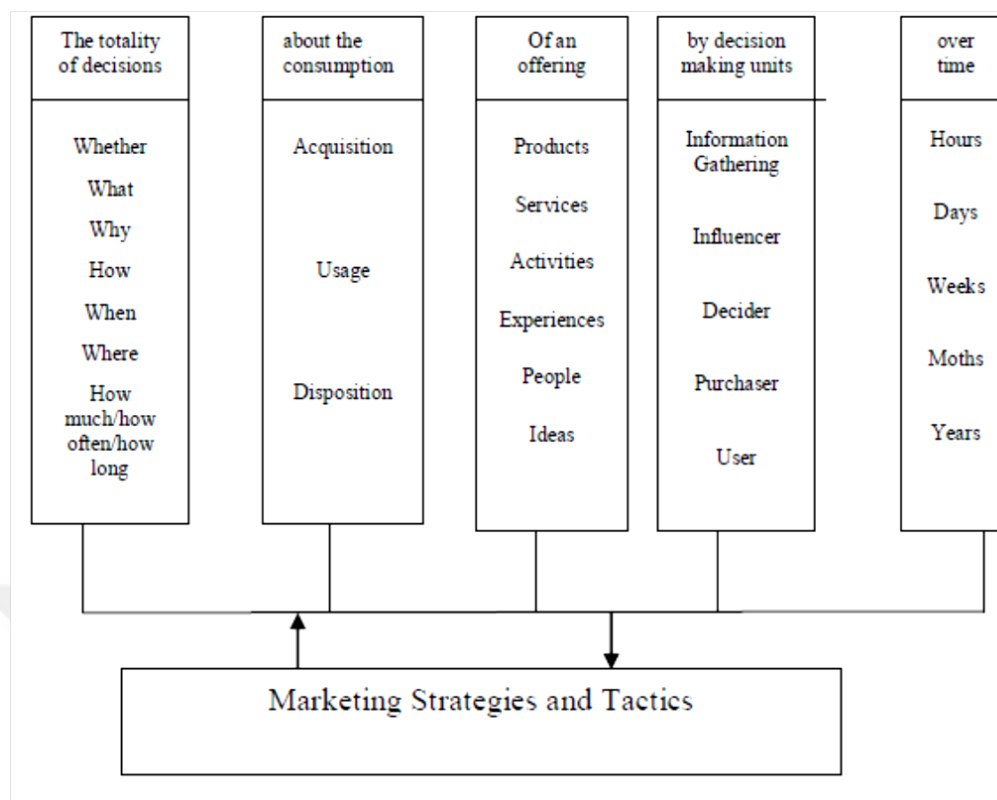 The totality
of decisions
Whether
What
Why
How
When
Where
How
much/how
often/how
long
about the
consumption
Acquisition
Usage
Disposition
Of an
offering
Products
Services
Activities
Experiences
People
Ideas
by decision
making units
Information
Gathering
Influencer
Decider
Purchaser
User
over
time
Hours
Days
Weeks
Moths
Years
Marketing Strategies and Tactics